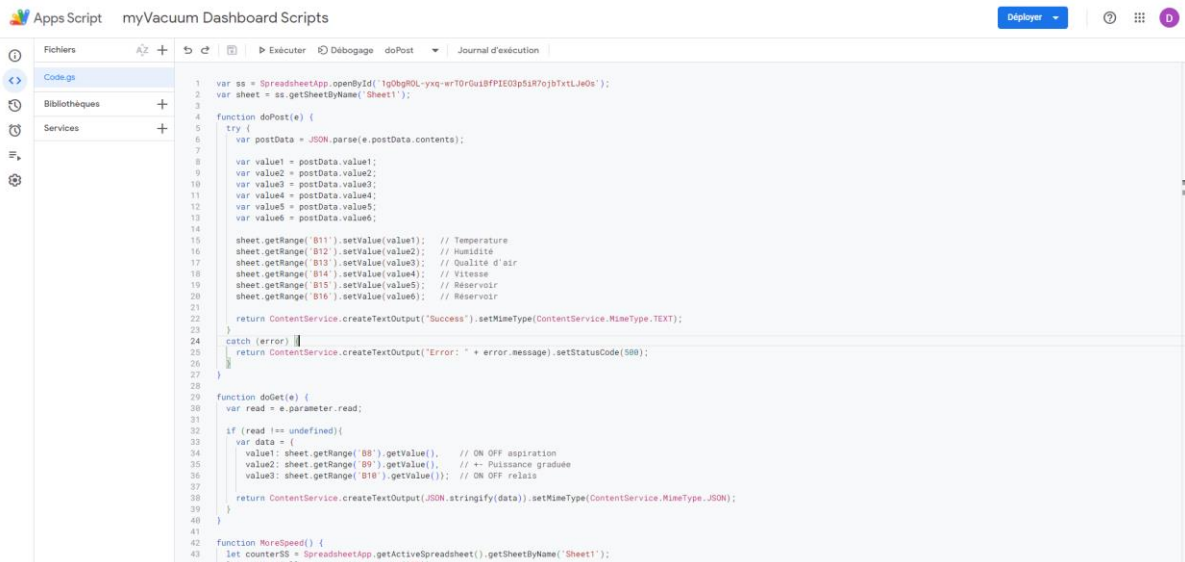 Apps Script myVacuum Dashboard Scripts
Déployer
D
Fichiers
AZ
Exécuter Débogage doPost Journal d'exécution
Code.gs
Bibliothèques
Services
1 var ss = SpreadsheetApp.openById('
2 var sheet = ss.getSheetByName('Sheet1');
3
4 function doPost(e) {
5 try {
6 var postData = JSON.parse(e.postData.contents);
7
8 var value1 = postData.value1;
9 var value2 = postData.value2;
10 var value3 = postData.value3;
11 var value4 = postData.value4;
12 var value5 = postData.value5;
13 var value6 = postData.value6;
14
15 sheet.getRange('B11').setValue(value1); // Temperature
16 sheet.getRange('B12').setValue(value2); // Humidité
17 sheet.getRange('B13').setValue(value3); // Qualité d'air
18 sheet.getRange('B14').setValue(value4); // Vitesse
19 sheet.getRange('B15').setValue(value5); // Réservoir
20 sheet.getRange('B16').setValue(value6); // Réservoir
21
22 return ContentService.createTextOutput("Success").setMimeType(ContentService.MimeType.TEXT);
23 }
24 catch (error) {
25 return ContentService.createTextOutput("Error: " + error.message).setStatusCode(500);
26 }
27 }
28
29 function doGet(e) {
30 var read = e.parameter.read;
31
32 if (read !== undefined){
33 var data = {
34 value1: sheet.getRange('B8').getValue(), // ON OFF aspiration
35 value2: sheet.getRange('B9').getValue(), // +- Puissance graduée
36 value3: sheet.getRange('B10').getValue()}; // ON OFF relais
37
38 return ContentService.createTextOutput(JSON.stringify(data)).setMimeType(ContentService.MimeType.JSON);
39 }
40 }
41
42 function MoreSpeed() {
43 let counterSS = SpreadsheetApp.getActiveSpreadsheet().getSheetByName('Sheet1');